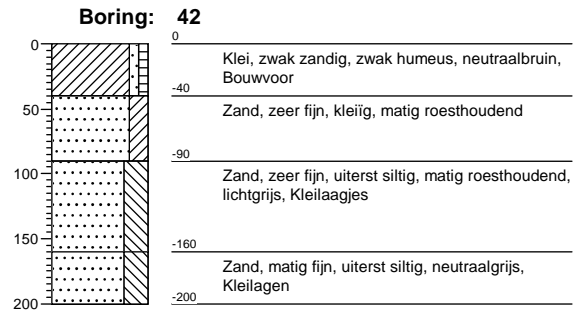 Boring: 42
0
0
Klei, zwak zandig, zwak humeus, neutraalbruin,
Bouwvoor
-40
50
Zand, zeer fijn, kleiïg, matig roesthoudend
-90
100
Zand, zeer fijn, uiterst siltig, matig roesthoudend,
lichtgrijs, Kleilaagjes
150
-160
Zand, matig fijn, uiterst siltig, neutraalgrijs,
Kleilagen
200
-200